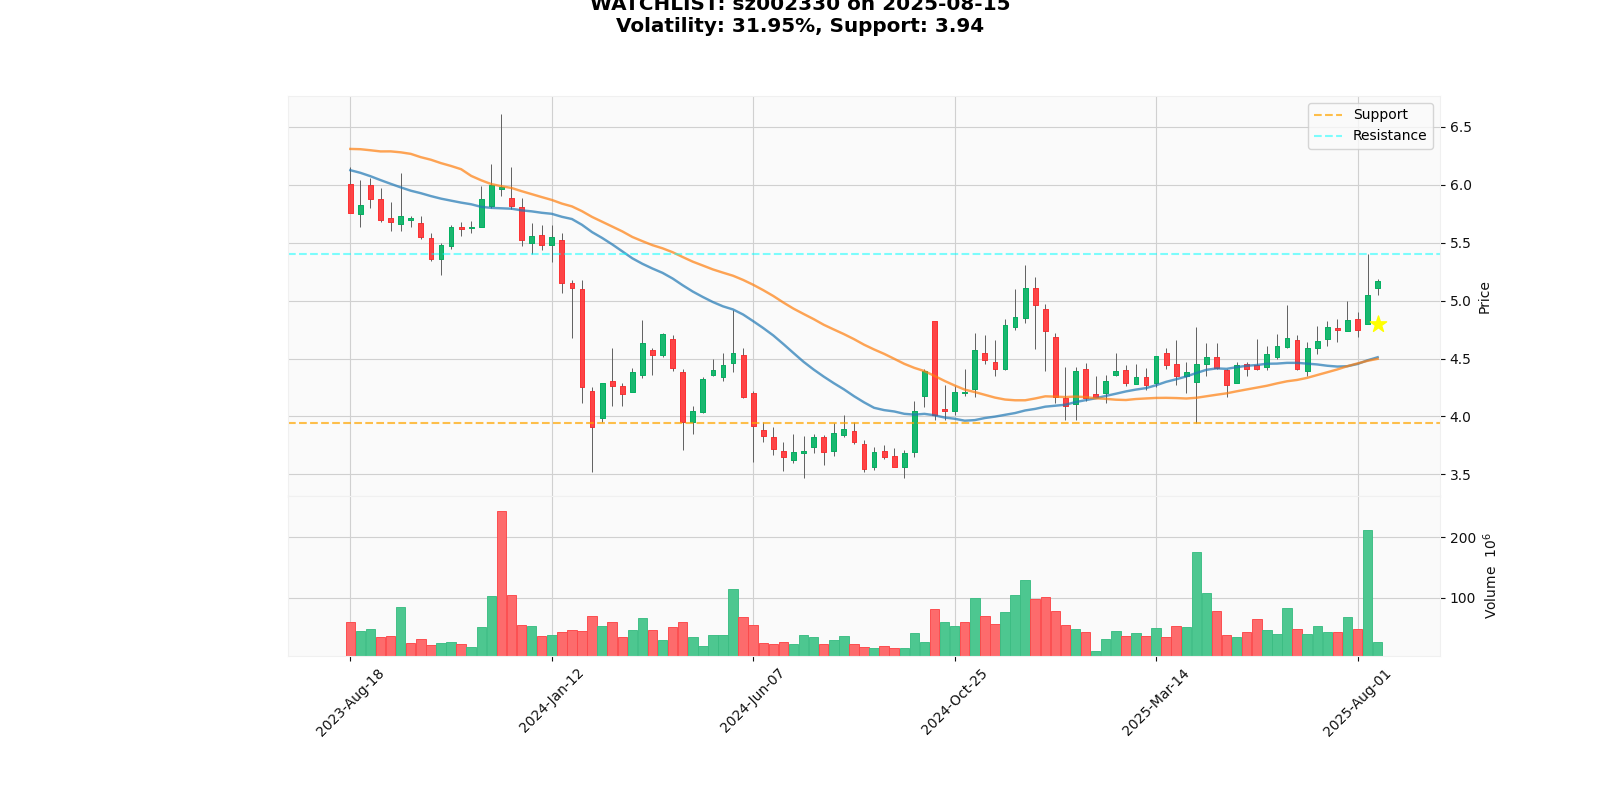 WATCHLIST: sz002330 on 2025-08-15
Volatility: 31.95%, Support: 3.94
Support
Resistance
6.5
6.0
5.5
5.0
4.5
4.0
3.5
Price
200
100
Volume 10⁶
2023-Aug-18
2024-Jan-12
2024-Jun-07
2024-Oct-25
2025-Mar-14
2025-Aug-01